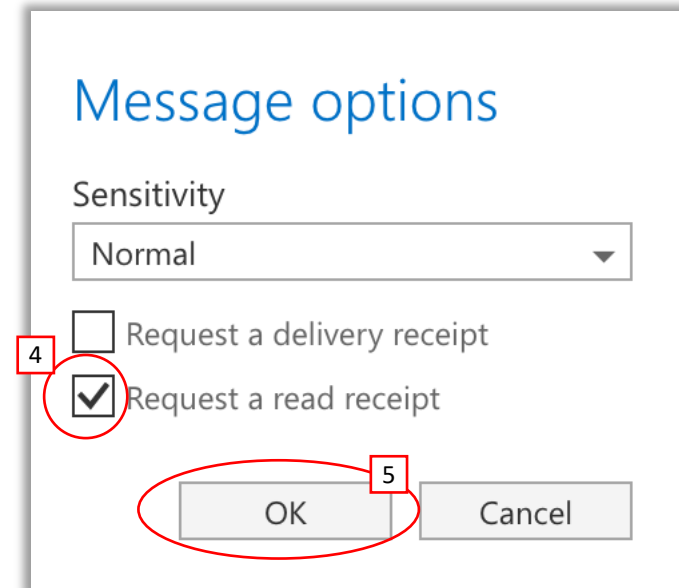 Message options
Sensitivity
Normal
Request a delivery receipt
4
Request a read receipt
5
OK Cancel